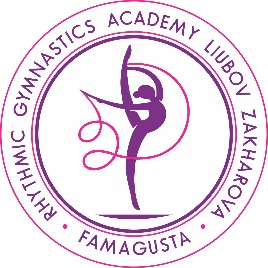 RHYTHMIC GYMNASTICS ACADEMY LIUBOV ZAKHAROVA
• FAMAGUSTA •